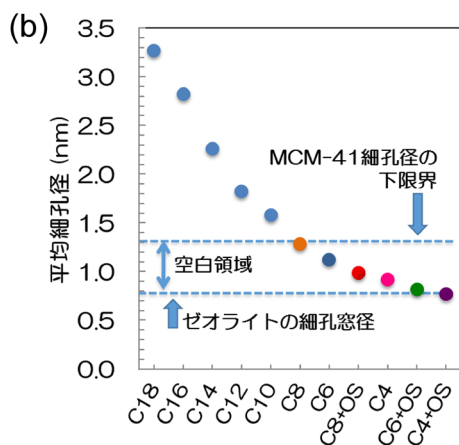 (b)
3.5
3.0
2.5
2.0
1.5
1.0
0.5
0.0
平均細孔径 (nm)
MCM-41細孔径の
下限界
空白領域
ゼオライトの細孔窓径
C18
C16
C14
C12
C10
C8
C6
C8+OS
C4
C6+OS
C4+OS